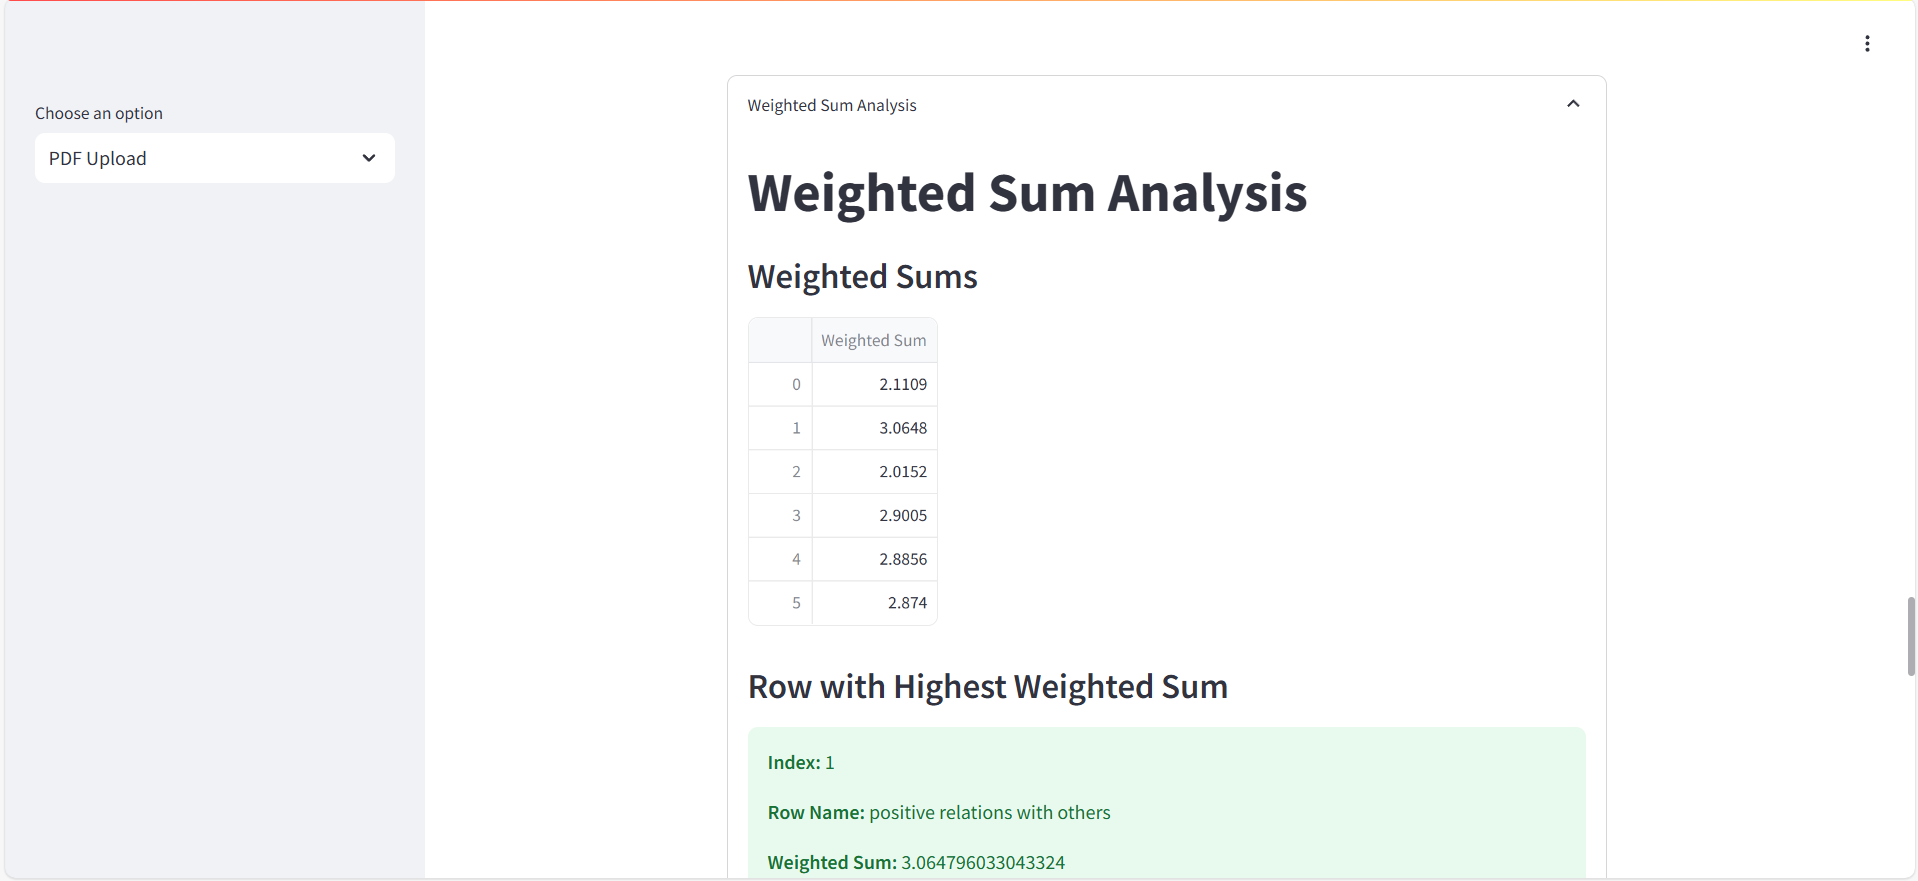 Choose an option
PDF Upload
Weighted Sum Analysis
Weighted Sum Analysis
Weighted Sums
Weighted Sum
0 2.1109
1 3.0648
2 2.0152
3 2.9005
4 2.8856
5 2.874
Row with Highest Weighted Sum
Index: 1
Row Name: positive relations with others
Weighted Sum: 3.064796033043324